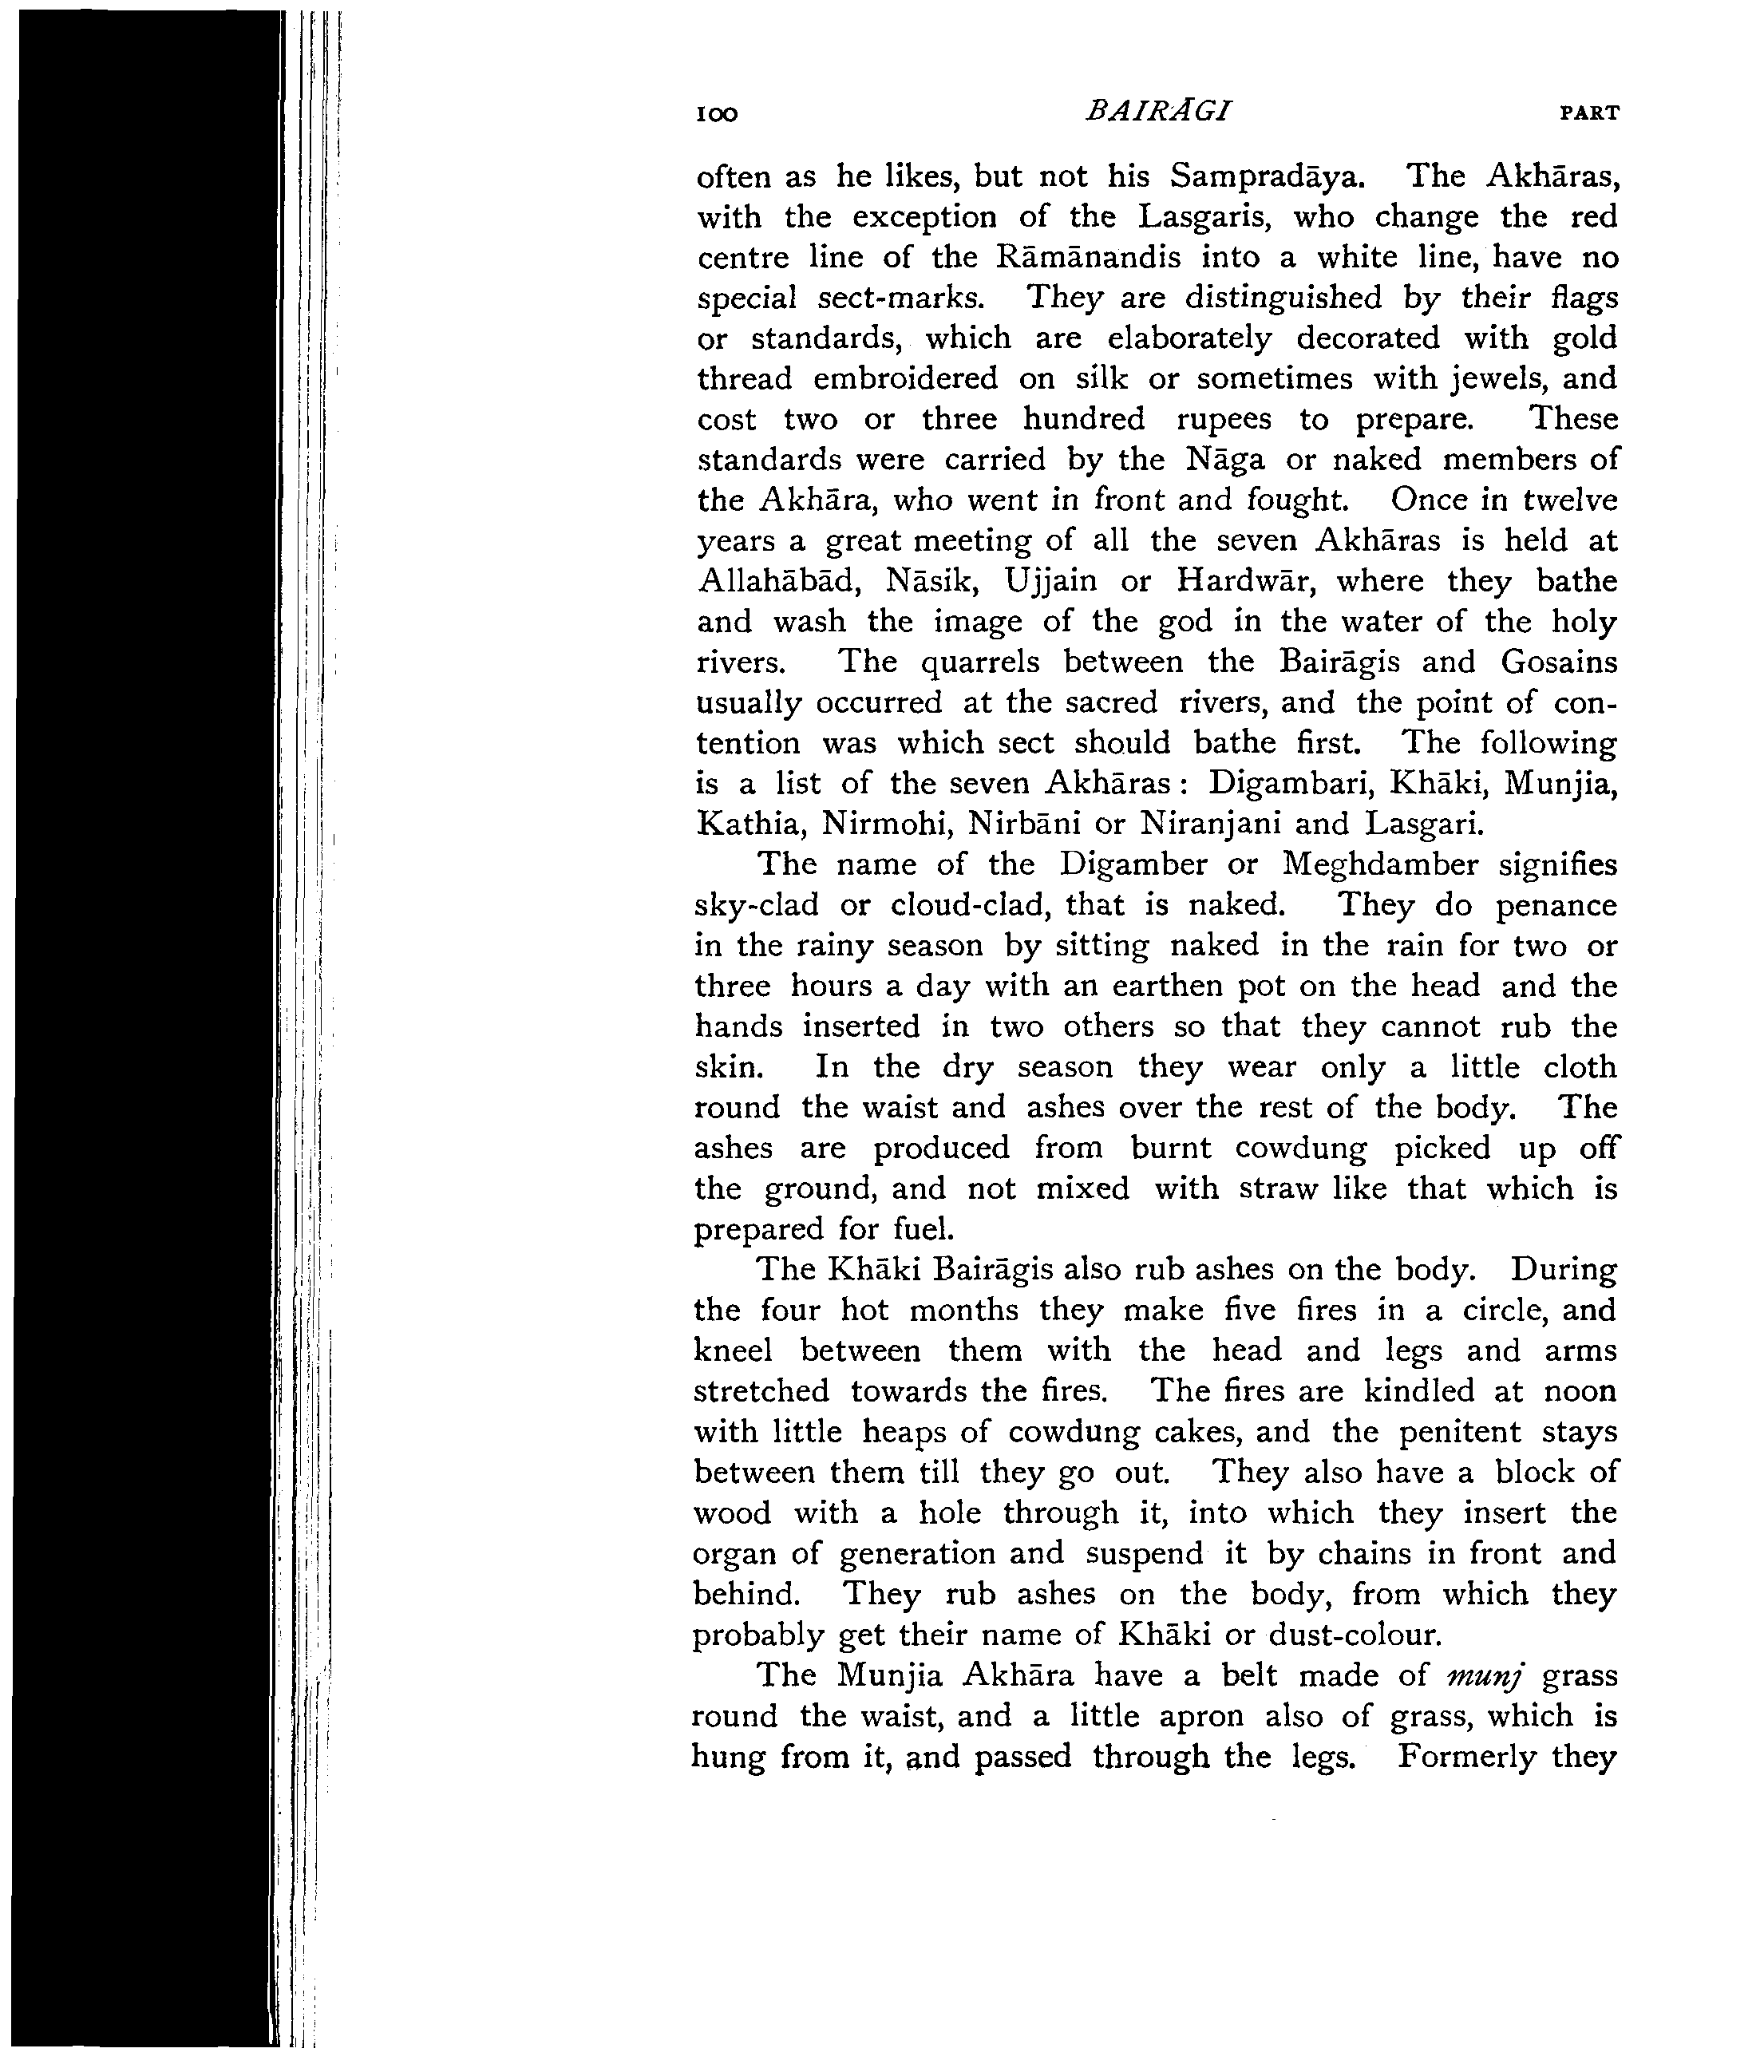 100 BAIRĀGI PART
often as he likes, but not his Sampradāya. The Akhāras,
with the exception of the Lasgaris, who change the red
centre line of the Rāmānandis into a white line, have no
special sect-marks. They are distinguished by their flags
or standards, which are elaborately decorated with gold
thread embroidered on silk or sometimes with jewels, and
cost two or three hundred rupees to prepare. These
standards were carried by the Nāga or naked members of
the Akhāra, who went in front and fought. Once in twelve
years a great meeting of all the seven Akhāras is held at
Allahābād, Nāsik, Ujjain or Hardwār, where they bathe
and wash the image of the god in the water of the holy
rivers. The quarrels between the Bairāgis and Gosains
usually occurred at the sacred rivers, and the point of con-
tention was which sect should bathe first. The following
is a list of the seven Akhāras: Digambari, Khāki, Munjia,
Kathia, Nirmohi, Nirbāni or Niranjani and Lasgari.
The name of the Digamber or Meghdamber signifies
sky-clad or cloud-clad, that is naked. They do penance
in the rainy season by sitting naked in the rain for two or
three hours a day with an earthen pot on the head and the
hands inserted in two others so that they cannot rub the
skin. In the dry season they wear only a little cloth
round the waist and ashes over the rest of the body. The
ashes are produced from burnt cowdung picked up off
the ground, and not mixed with straw like that which is
prepared for fuel.
The Khāki Bairāgis also rub ashes on the body. During
the four hot months they make five fires in a circle, and
kneel between them with the head and legs and arms
stretched towards the fires. The fires are kindled at noon
with little heaps of cowdung cakes, and the penitent stays
between them till they go out. They also have a block of
wood with a hole through it, into which they insert the
organ of generation and suspend it by chains in front and
behind. They rub ashes on the body, from which they
probably get their name of Khāki or dust-colour.
The Munjia Akhāra have a belt made of munj grass
round the waist, and a little apron also of grass, which is
hung from it, and passed through the legs. Formerly they